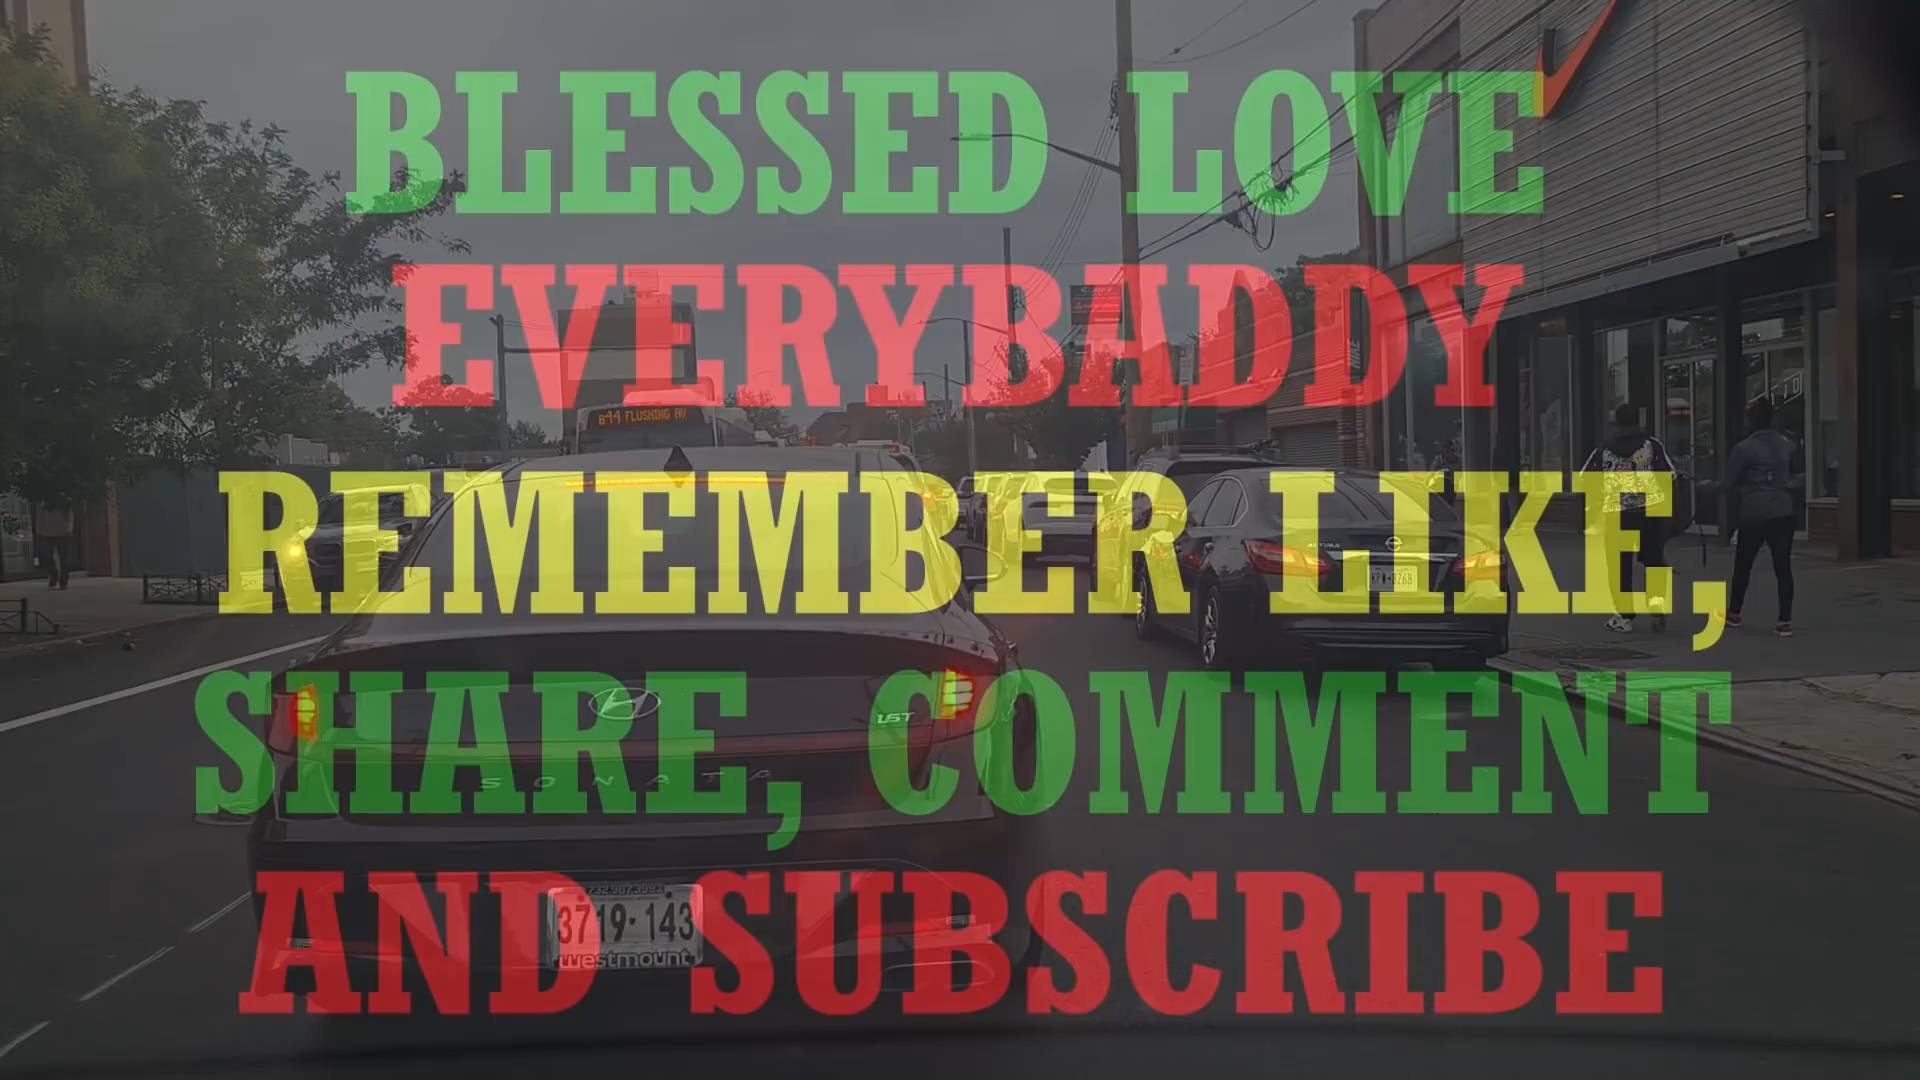 BLESSED LOVE
EVERYBADDY
REMEMBER LIKE,
SHARE, COMMENT
AND SUBSCRIBE
B44 FLUSHING AV
ALTIMA
SONATA
3719·143
westmount